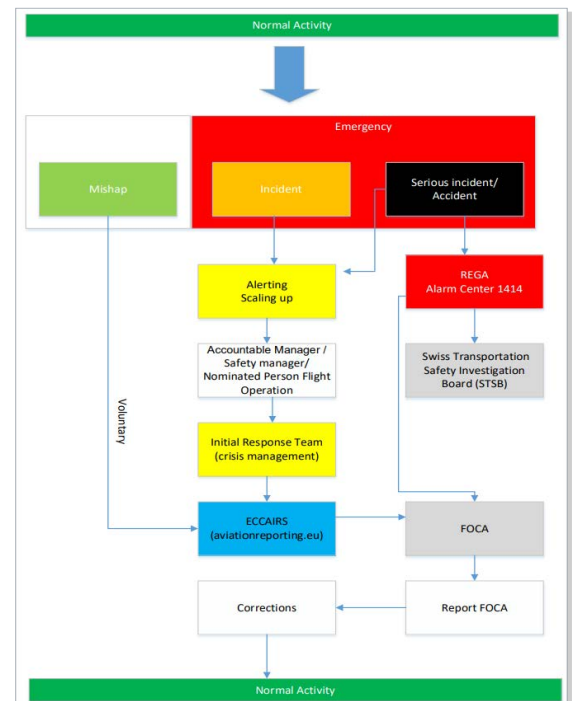 Normal Activity
Emergency
Mishap
Incident
Serious incident/
Accident
Alerting
Scaling up
REGA
Alarm Center 1414
Accountable Manager /
Safety manager/
Nominated Person Flight
Operation
Swiss Transportation
Safety Investigation
Board (STSB)
Voluntary
Initial Response Team
(crisis management)
ECCAIRS
(aviationreporting.eu)
FOCA
Corrections
Report FOCA
Normal Activity